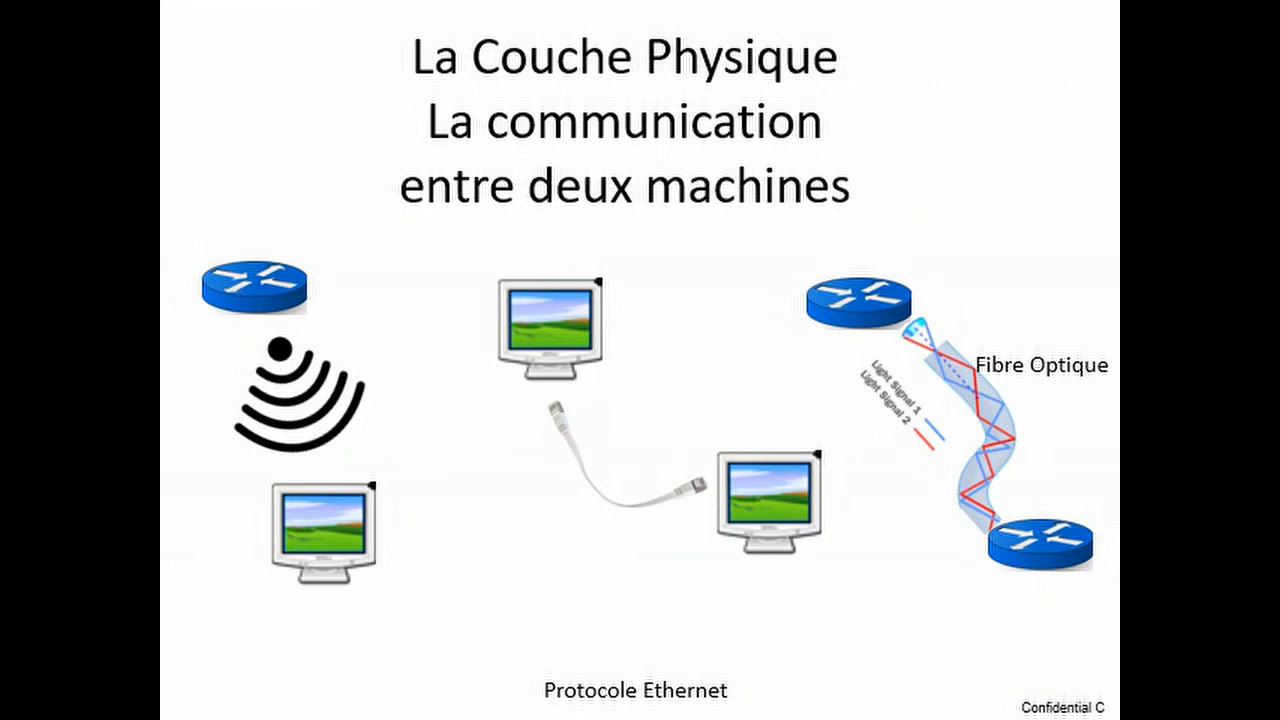 La Couche Physique
La communication
entre deux machines
Fibre Optique
Light Signal 1
Light Signal 2
Protocole Ethernet
Confidential C